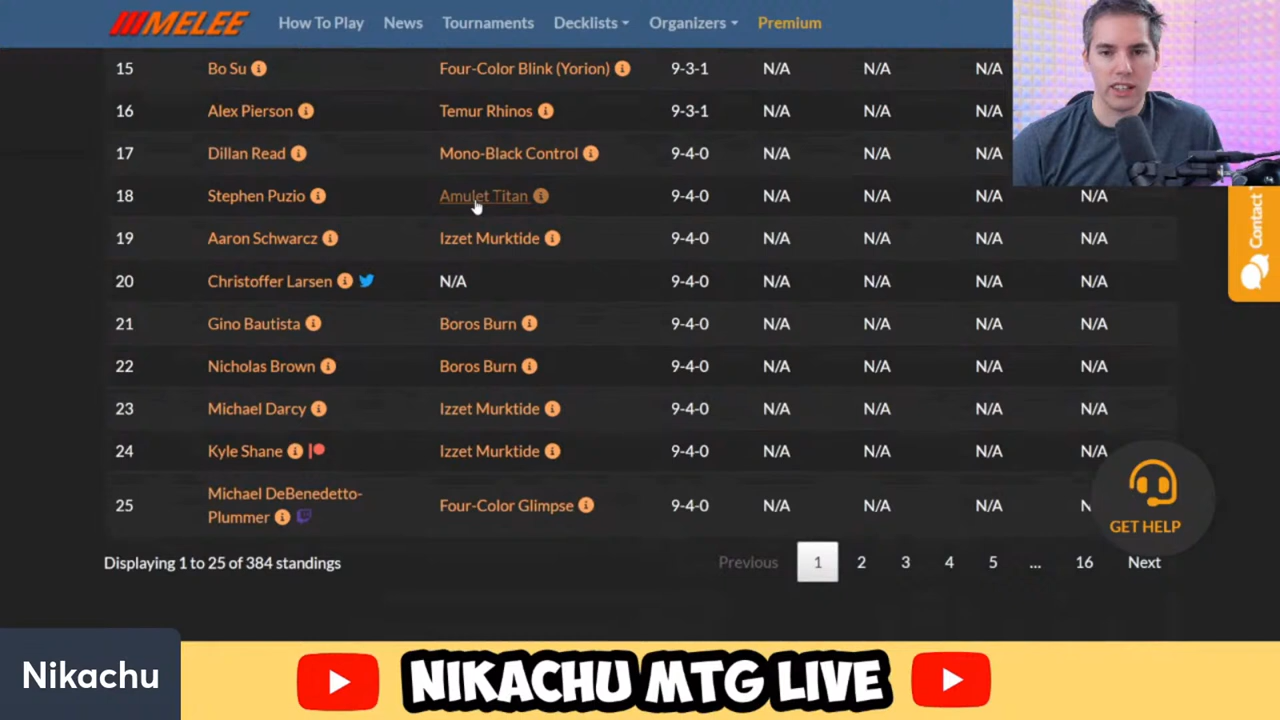 MELEE How To Play News Tournaments Decklists Organizers Premium
15 Bo Su Four-Color Blink (Yorion) 9-3-1 N/A N/A N/A
16 Alex Pierson Temur Rhinos 9-3-1 N/A N/A N/A
17 Dillan Read Mono-Black Control 9-4-0 N/A N/A N/A
18 Stephen Puzio Amulet Titan 9-4-0 N/A N/A N/A N/A
19 Aaron Schwarcz Izzet Murktide 9-4-0 N/A N/A N/A N/A
20 Christoffer Larsen N/A 9-4-0 N/A N/A N/A N/A
21 Gino Bautista Boros Burn 9-4-0 N/A N/A N/A N/A
22 Nicholas Brown Boros Burn 9-4-0 N/A N/A N/A N/A
23 Michael Darcy Izzet Murktide 9-4-0 N/A N/A N/A N/A
24 Kyle Shane Izzet Murktide 9-4-0 N/A N/A N/A N/A
25 Michael DeBenedetto-
Plummer Four-Color Glimpse 9-4-0 N/A N/A N/A
Contact
GET HELP
Displaying 1 to 25 of 384 standings Previous 1 2 3 4 5 ... 16 Next
Nikachu
NIKACHU MTG LIVE